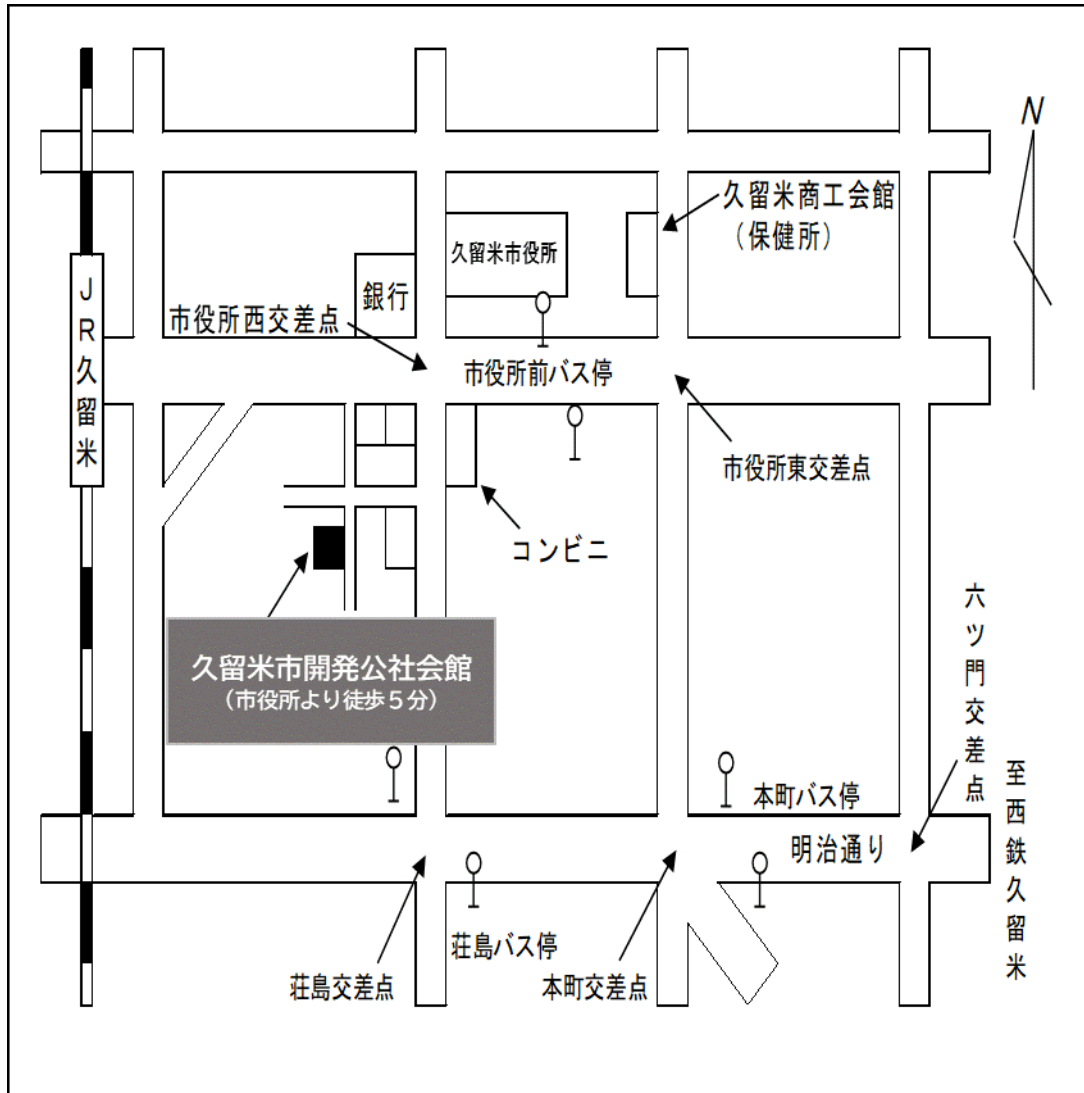 N
久留米商工会館
（保健所）
久留米市役所
銀行
JR久留米
市役所西交差点
市役所前バス停
市役所東交差点
コンビニ
久留米市開発公社会館
（市役所より徒歩５分）
六ツ門交差点
至西鉄久留米
本町バス停
明治通り
荘島バス停
荘島交差点
本町交差点